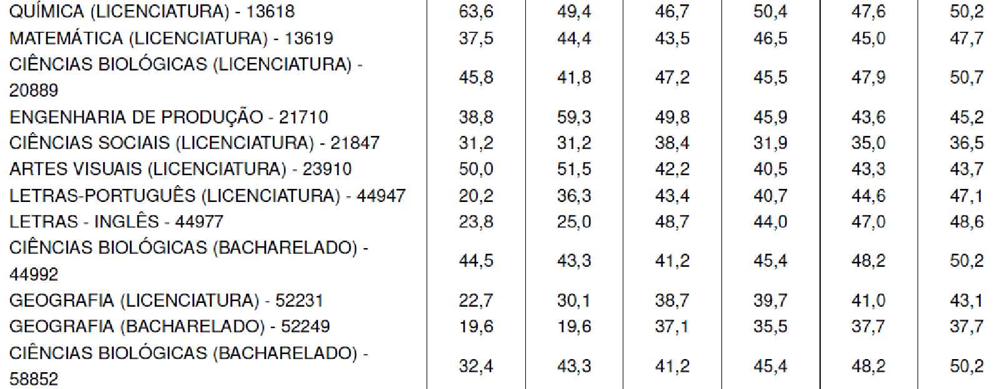 QUÍMICA (LICENCIATURA) - 13618 63,6 49,4 46,7 50,4 47,6 50,2
MATEMÁTICA (LICENCIATURA) - 13619 37,5 44,4 43,5 46,5 45,0 47,7
CIÊNCIAS BIOLÓGICAS (LICENCIATURA) -
20889 45,8 41,8 47,2 45,5 47,9 50,7
ENGENHARIA DE PRODUÇÃO - 21710 38,8 59,3 49,8 45,9 43,6 45,2
CIÊNCIAS SOCIAIS (LICENCIATURA) - 21847 31,2 31,2 38,4 31,9 35,0 36,5
ARTES VISUAIS (LICENCIATURA) - 23910 50,0 51,5 42,2 40,5 43,3 43,7
LETRAS-PORTUGUÊS (LICENCIATURA) - 44947 20,2 36,3 43,4 40,7 44,6 47,1
LETRAS - INGLÊS - 44977 23,8 25,0 48,7 44,0 47,0 48,6
CIÊNCIAS BIOLÓGICAS (BACHARELADO) -
44992 44,5 43,3 41,2 45,4 48,2 50,2
GEOGRAFIA (LICENCIATURA) - 52231 22,7 30,1 38,7 39,7 41,0 43,1
GEOGRAFIA (BACHARELADO) - 52249 19,6 19,6 37,1 35,5 37,7 37,7
CIÊNCIAS BIOLÓGICAS (BACHARELADO) -
58852 32,4 43,3 41,2 45,4 48,2 50,2